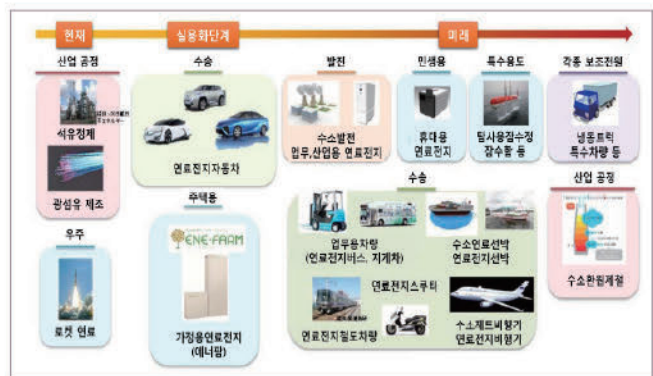 현재
실용화단계
미래
산업 공정
수송
발전
민생용
특수용도
각종 보조전원
석유정제
광섬유 제조
연료전지자동차
수소발전
업무,산업용 연료전지
휴대용
연료전지
탐사용잠수정
잠수함 등
냉동트럭
특수차량 등
우주
로켓 연료
주택용
ENE·FARM
가정용연료전지
(에너팜)
수송
업무용차량
(연료전지버스, 지게차)
수소연료선박
연료전지선박
연료전지스쿠터
연료전지철도차량
수소제트비행기
연료전지비행기
산업 공정
수소환원제철